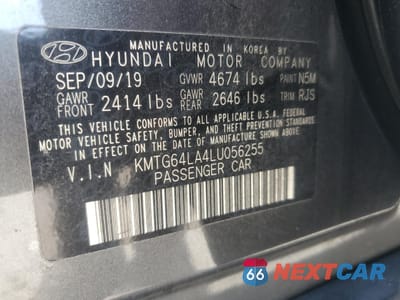 MANUFACTURED IN KOREA BY
HYUNDAI MOTOR COMPANY
SEP/09/19 GVWR 4674 lbs PAINT N5M
GAWR FRONT 2414 lbs GAWR REAR 2646 lbs TRIM RJS
THIS VEHICLE CONFORMS TO ALL APPLICABLE U.S.A. FEDERAL
MOTOR VEHICLE SAFETY, BUMPER, AND THEFT PREVENTION STANDARDS
IN EFFECT ON THE DATE OF MANUFACTURE SHOWN ABOVE.
V.I.N KMTG64LA4LU056255
PASSENGER CAR
66 NEXTCAR